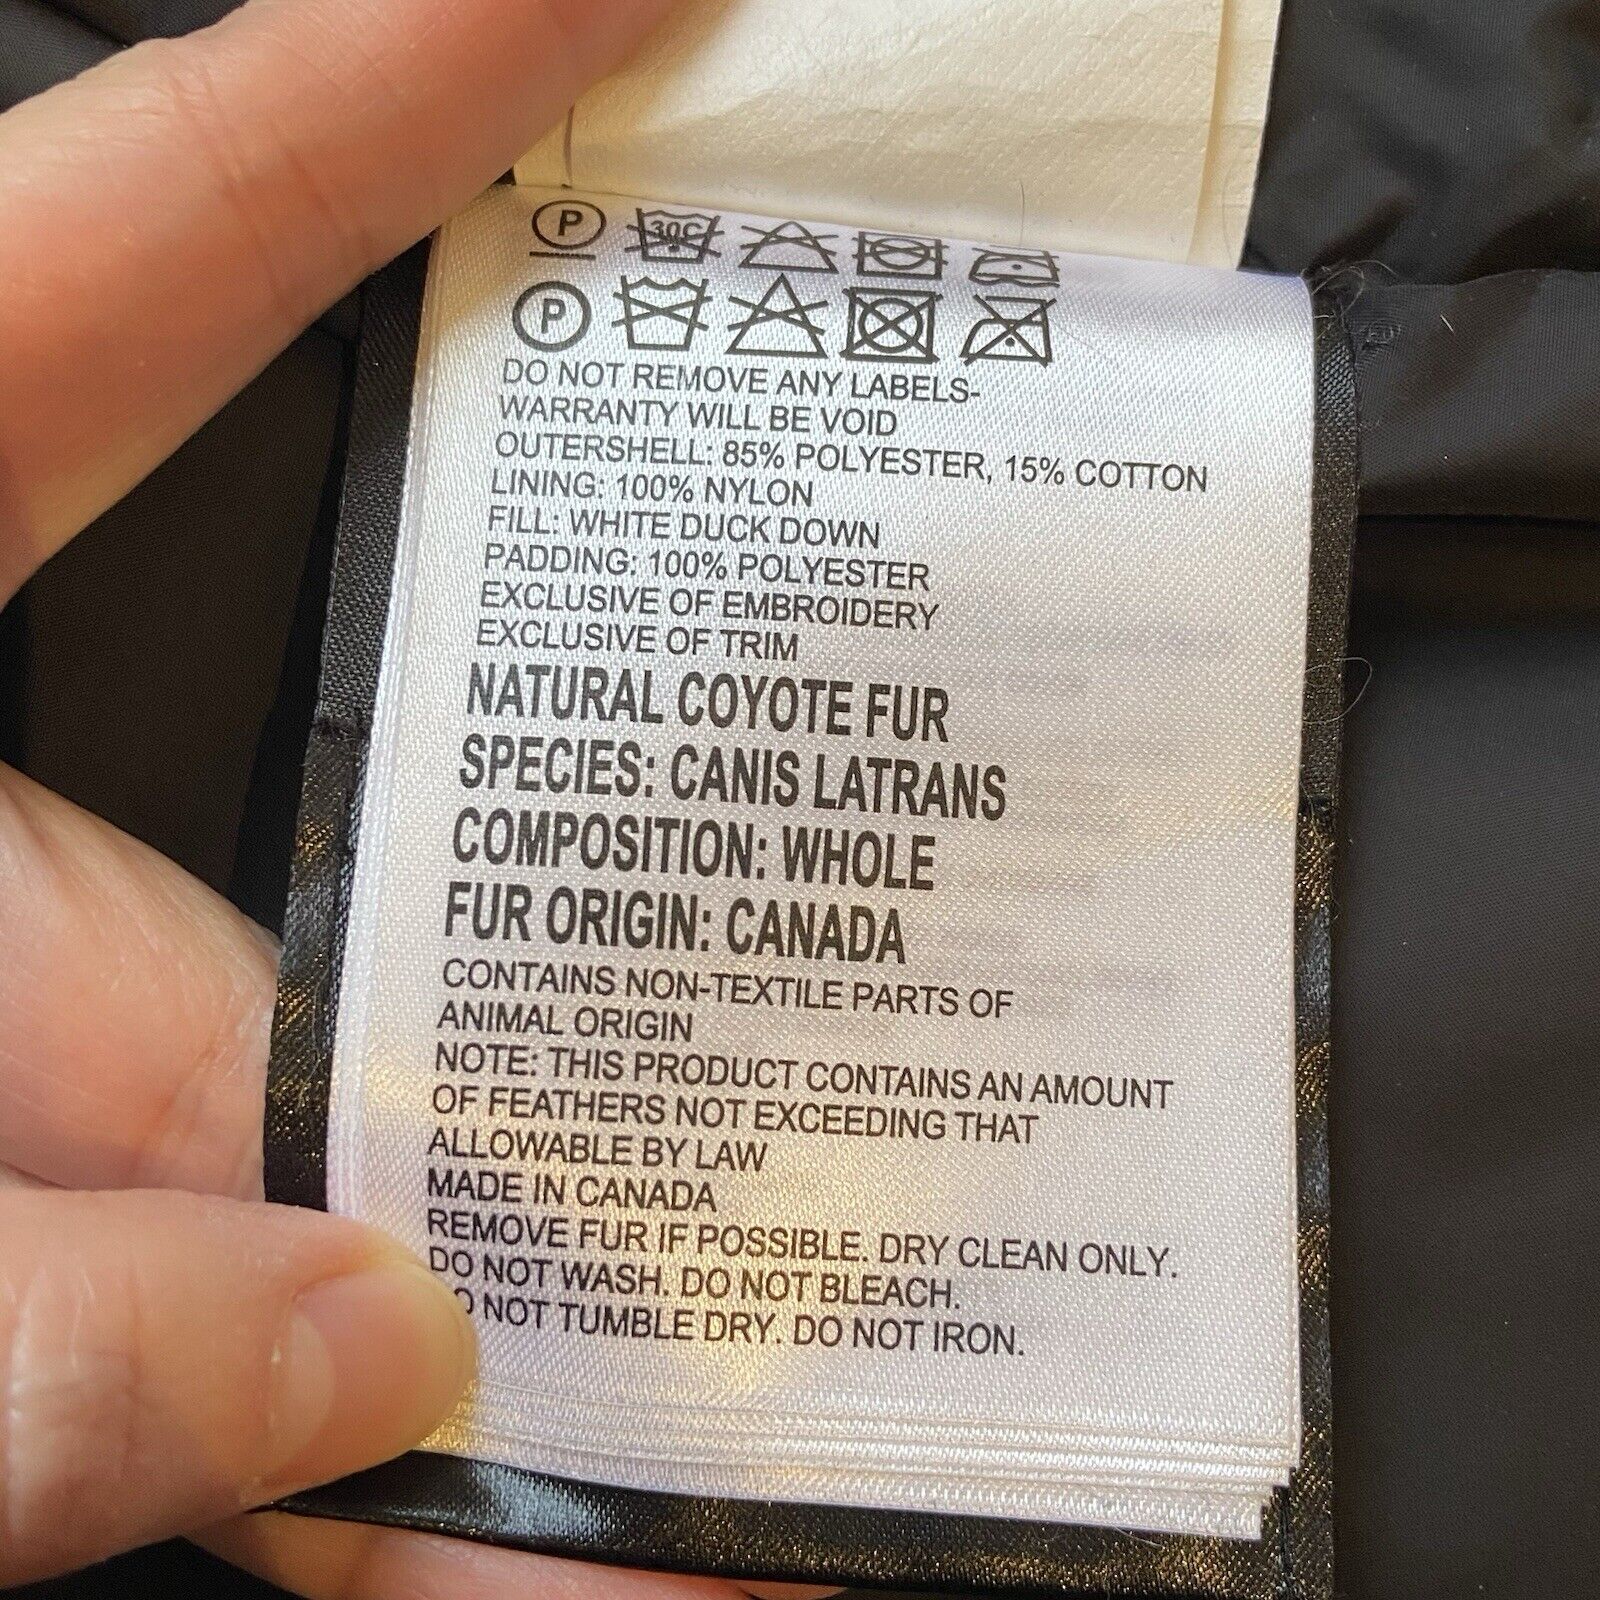 P 30C
P
DO NOT REMOVE ANY LABELS-
WARRANTY WILL BE VOID
OUTERSHELL: 85% POLYESTER, 15% COTTON
LINING: 100% NYLON
FILL: WHITE DUCK DOWN
PADDING: 100% POLYESTER
EXCLUSIVE OF EMBROIDERY
EXCLUSIVE OF TRIM
NATURAL COYOTE FUR
SPECIES: CANIS LATRANS
COMPOSITION: WHOLE
FUR ORIGIN: CANADA
CONTAINS NON-TEXTILE PARTS OF
ANIMAL ORIGIN
NOTE: THIS PRODUCT CONTAINS AN AMOUNT
OF FEATHERS NOT EXCEEDING THAT
ALLOWABLE BY LAW
MADE IN CANADA
REMOVE FUR IF POSSIBLE. DRY CLEAN ONLY.
DO NOT WASH. DO NOT BLEACH.
DO NOT TUMBLE DRY. DO NOT IRON.